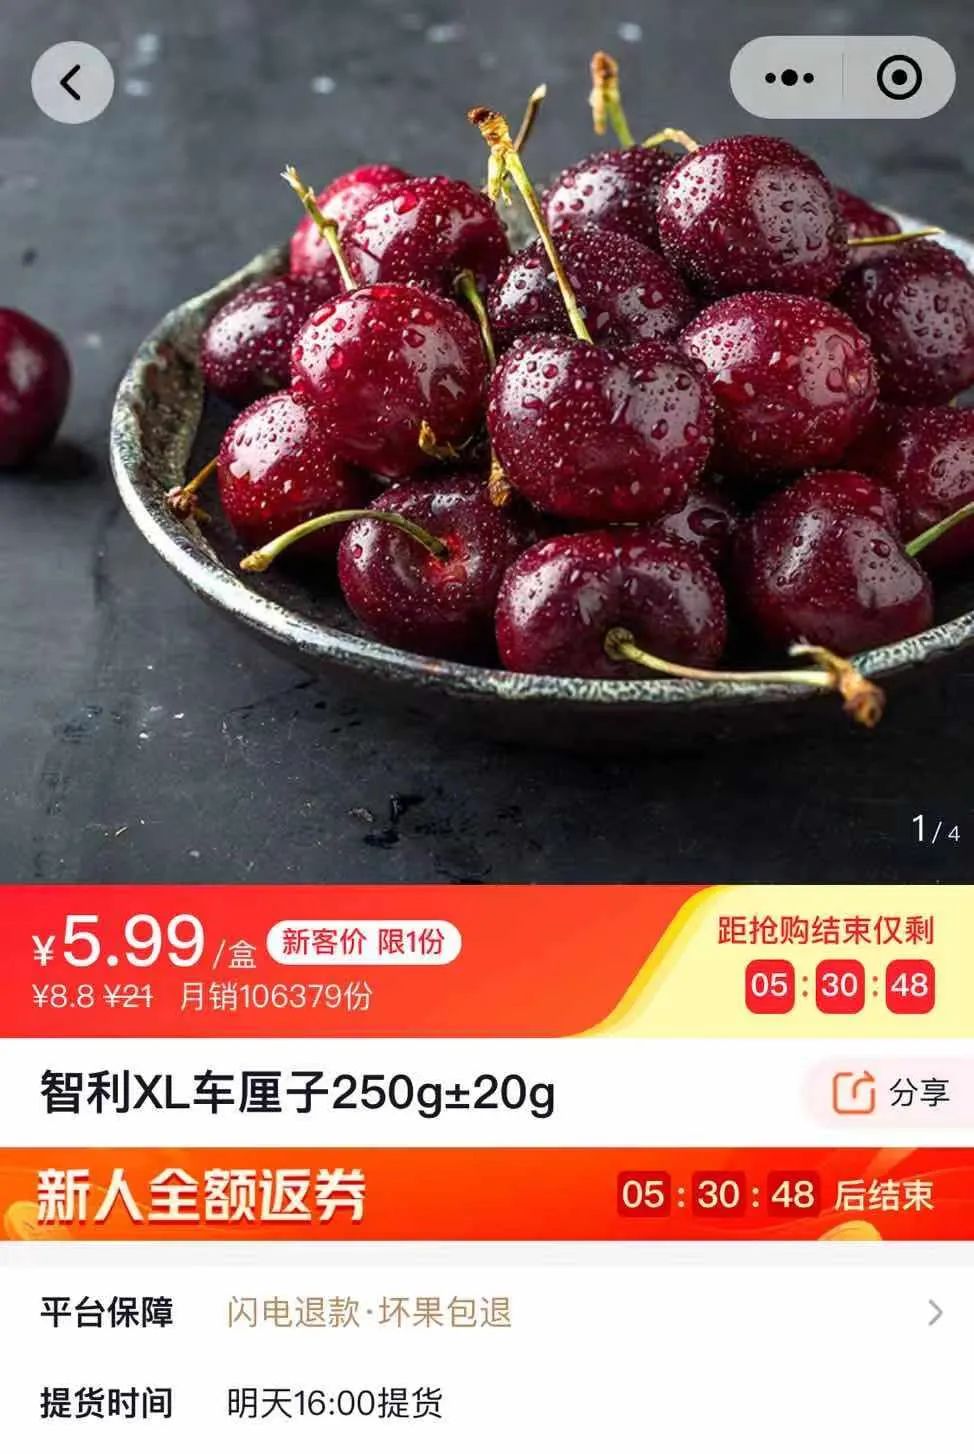 1/4
¥5.99/盒 新客价 限1份
¥8.8 ¥21 月销106379份
距抢购结束仅剩
05:30:48
智利XL车厘子250g±20g
分享
新人全额返券
05:30:48 后结束
平台保障 闪电退款·坏果包退
提货时间 明天16:00提货